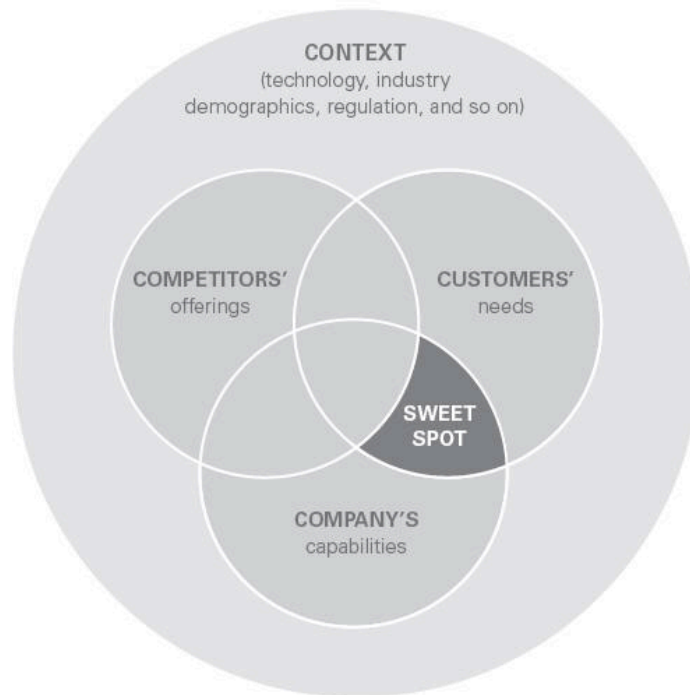 CONTEXT
(technology, industry
demographics, regulation, and so on)
COMPETITORS’
offerings
CUSTOMERS’
needs
SWEET
SPOT
COMPANY’S
capabilities